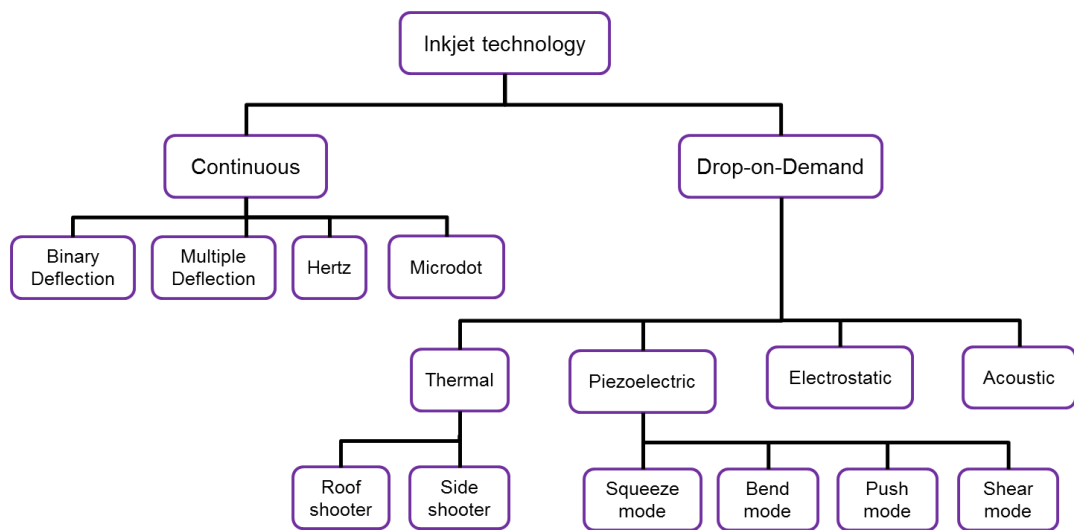 Inkjet technology
Continuous
Drop-on-Demand
Binary
Deflection
Multiple
Deflection
Hertz
Microdot
Thermal
Piezoelectric
Electrostatic
Acoustic
Roof
shooter
Side
shooter
Squeeze
mode
Bend
mode
Push
mode
Shear
mode